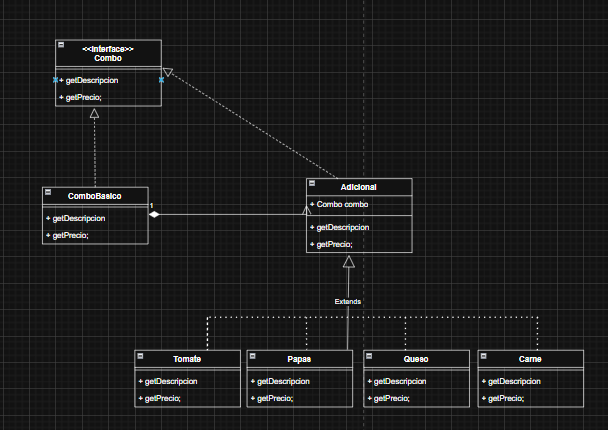 <<Interface>>
Combo
+ getDescripcion
+ getPrecio;
ComboBasico
+ getDescripcion
+ getPrecio;
1
Adicional
+ Combo combo
+ getDescripcion
+ getPrecio;
Extends
Tomate
+ getDescripcion
+ getPrecio;
Papas
+ getDescripcion
+ getPrecio;
Queso
+ getDescripcion
+ getPrecio;
Carne
+ getDescripcion
+ getPrecio;